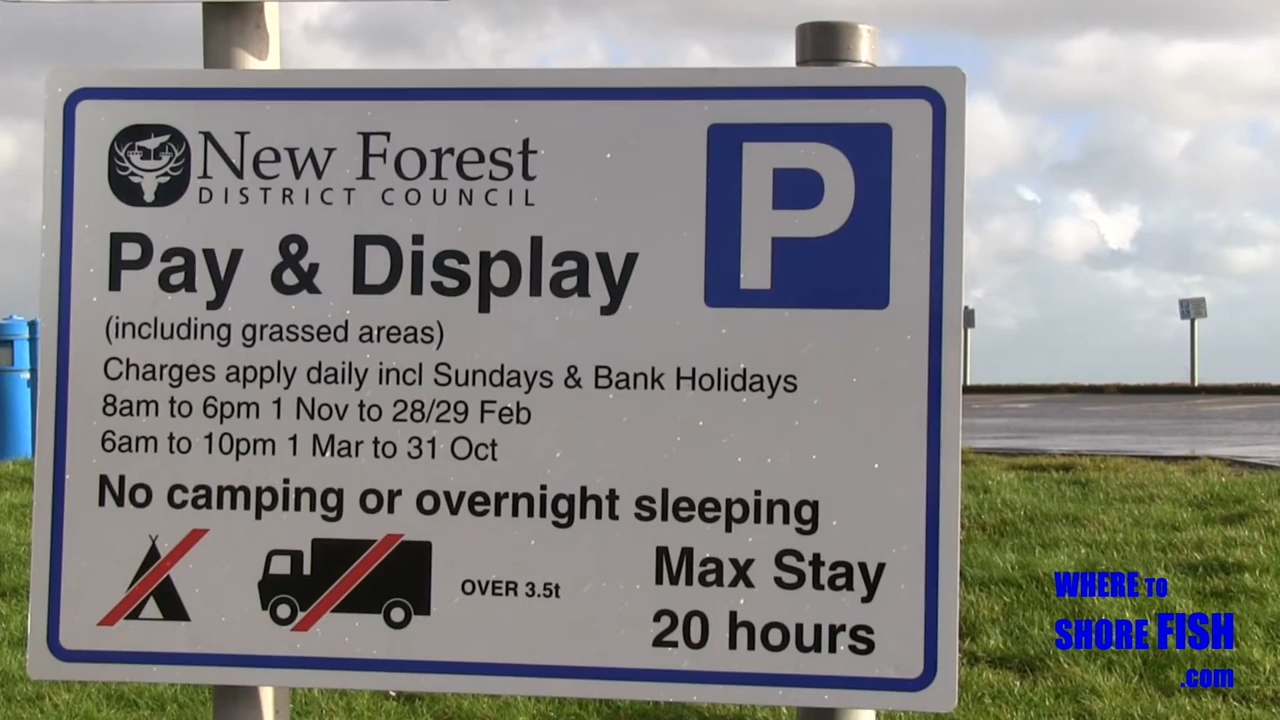 New Forest
DISTRICT COUNCIL
P
Pay & Display
(including grassed areas)
Charges apply daily incl Sundays & Bank Holidays
8am to 6pm 1 Nov to 28/29 Feb
6am to 10pm 1 Mar to 31 Oct
No camping or overnight sleeping
OVER 3.5t
Max Stay
20 hours
WHERE TO
SHORE FISH
.com